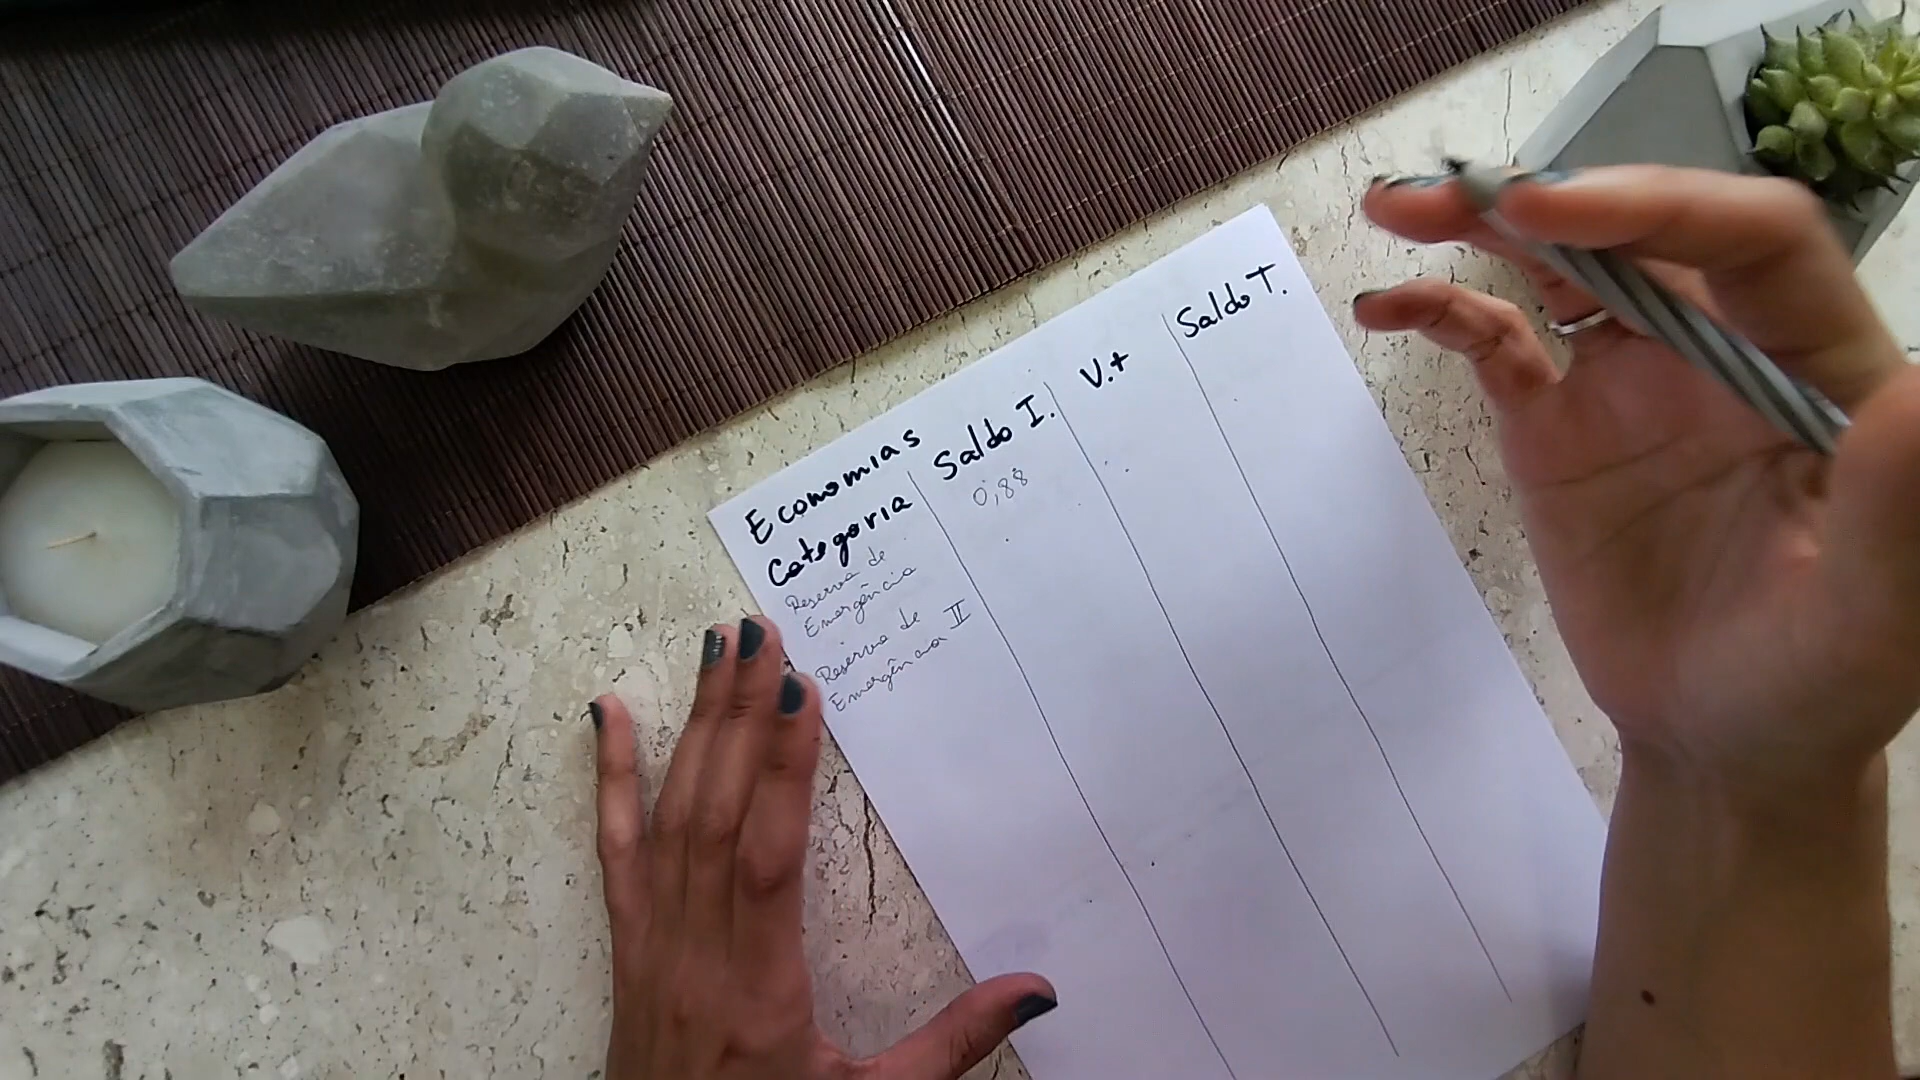 Economias
Categoria Saldo I. V.+ Saldo T.
Reserva de 0,88
Emergência
Reserva de
Emergência II